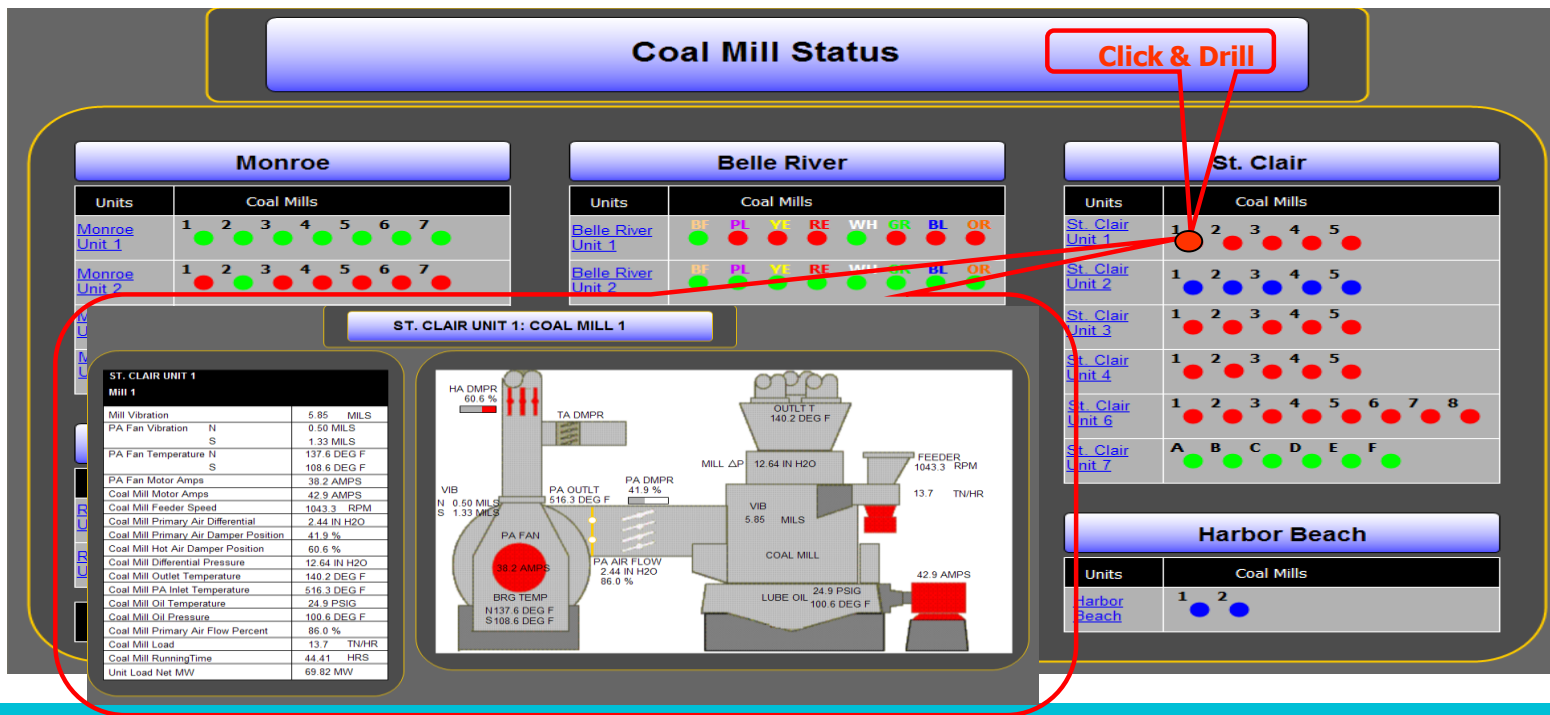 Coal Mill Status
Click & Drill
Monroe
Units Coal Mills
Monroe Unit 1 1 2 3 4 5 6 7
Monroe Unit 2 1 2 3 4 5 6 7
Belle River
Units Coal Mills
Belle River Unit 1 BF PL YE RE WH GR BL OR
Belle River Unit 2 BF PL YE RE WH GR BL OR
St. Clair
Units Coal Mills
St. Clair Unit 1 1 2 3 4 5
St. Clair Unit 2 1 2 3 4 5
St. Clair Unit 3 1 2 3 4 5
St. Clair Unit 4 1 2 3 4 5
St. Clair Unit 6 1 2 3 4 5 6 7 8
St. Clair Unit 7 A B C D E F
Harbor Beach
Units Coal Mills
Harbor Beach 1 2
ST. CLAIR UNIT 1: COAL MILL 1
ST. CLAIR UNIT 1
Mill 1
Mill Vibration 5.85 MILS
PA Fan Vibration N 0.50 MILS
S 1.33 MILS
PA Fan Temperature N 137.6 DEG F
S 108.6 DEG F
PA Fan Motor Amps 38.2 AMPS
Coal Mill Motor Amps 42.9 AMPS
Coal Mill Feeder Speed 1043.3 RPM
Coal Mill Primary Air Differential 2.44 IN H2O
Coal Mill Primary Air Damper Position 41.9 %
Coal Mill Hot Air Damper Position 60.6 %
Coal Mill Differential Pressure 12.64 IN H2O
Coal Mill Outlet Temperature 140.2 DEG F
Coal Mill PA Inlet Temperature 516.3 DEG F
Coal Mill Oil Temperature 24.9 PSIG
Coal Mill Oil Pressure 100.6 DEG F
Coal Mill Primary Air Flow Percent 86.0 %
Coal Mill Load 13.7 TN/HR
Coal Mill RunningTime 44.41 HRS
Unit Load Net MW 69.82 MW
HA DMPR
60.6 %
TA DMPR
OUTLT T
140.2 DEG F
MILL ΔP 12.64 IN H2O
FEEDER
1043.3 RPM
13.7 TN/HR
VIB
N 0.50 MILS
S 1.33 MILS
PA OUTLT
516.3 DEG F
PA DMPR
41.9 %
VIB
5.85 MILS
PA FAN
38.2 AMPS
PA AIR FLOW
2.44 IN H2O
86.0 %
COAL MILL
42.9 AMPS
BRG TEMP
N 137.6 DEG F
S 108.6 DEG F
LUBE OIL 24.9 PSIG
100.6 DEG F